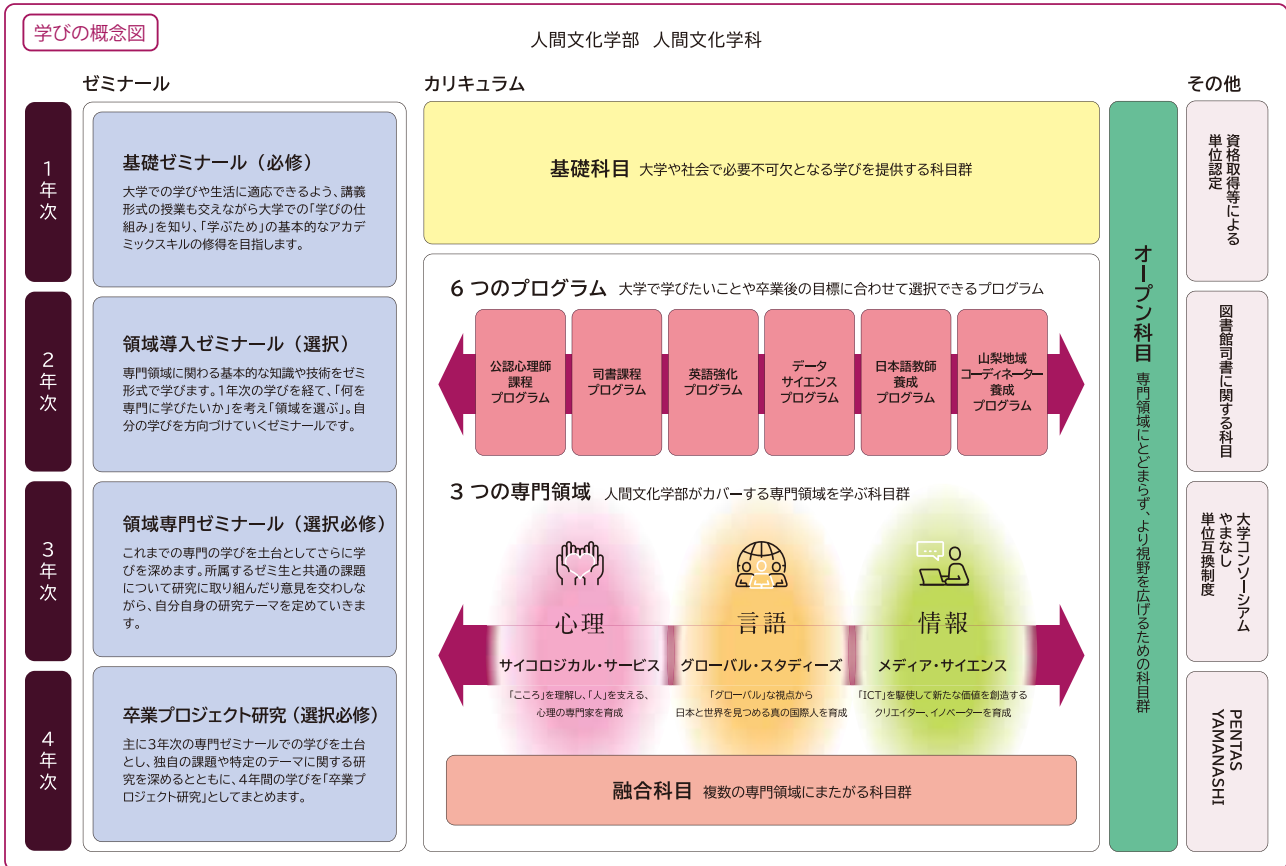 学びの概念図
人間文化学部 人間文化学科
ゼミナール
カリキュラム
その他
1年次
2年次
3年次
4年次
基礎ゼミナール（必修）
大学での学びや生活に適応できるよう、講義
形式の授業も交えながら大学での「学びの仕
組み」を知り、「学ぶため」の基本的なアカデ
ミックスキルの修得を目指します。
領域導入ゼミナール（選択）
専門領域に関わる基本的な知識や技術をゼミ
形式で学びます。1年次の学びを経て、「何を
専門に学びたいか」を考え「領域を選ぶ」。自
分の学びを方向づけていくゼミナールです。
領域専門ゼミナール（選択必修）
これまでの専門の学びを土台としてさらに学
びを深めます。所属するゼミ生と共通の課題
について研究に取り組んだり意見を交わしな
がら、自分自身の研究テーマを定めていきま
す。
卒業プロジェクト研究（選択必修）
主に3年次の専門ゼミナールでの学びを土台
とし、独自の課題や特定のテーマに関する研
究を深めるとともに、4年間の学びを「卒業プ
ロジェクト研究」としてまとめます。
基礎科目 大学や社会で必要不可欠となる学びを提供する科目群
6つのプログラム 大学で学びたいことや卒業後の目標に合わせて選択できるプログラム
公認心理師
課程
プログラム
司書課程
プログラム
英語強化
プログラム
データ
サイエンス
プログラム
日本語教師
養成
プログラム
山梨地域
コーディネーター
養成
プログラム
3つの専門領域 人間文化学部がカバーする専門領域を学ぶ科目群
心理
サイコロジカル・サービス
「こころ」を理解し、「人」を支える、
心理の専門家を育成
言語
グローバル・スタディーズ
「グローバル」な視点から
日本と世界を見つめる真の国際人を育成
情報
メディア・サイエンス
「ICT」を駆使して新たな価値を創造する
クリエイター、イノベーターを育成
融合科目 複数の専門領域にまたがる科目群
オープン科目 専門領域にとどまらず、より視野を広げるための科目群
資格取得等による
単位認定
図書館司書に関する科目
大学コンソーシアム
やまなし
単位互換制度
PENTAS
YAMANASHI